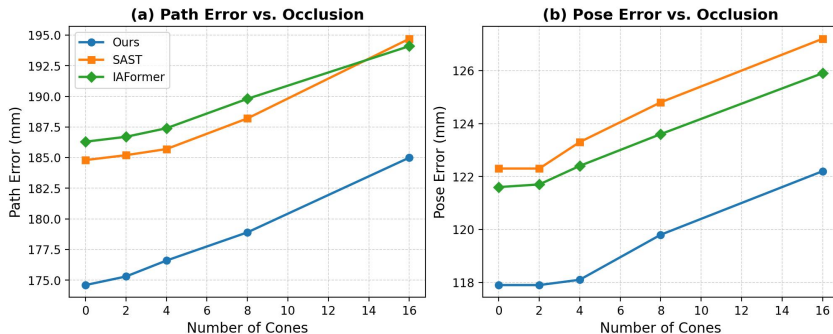 (a) Path Error vs. Occlusion
Path Error (mm)
195.0
192.5
190.0
187.5
185.0
182.5
180.0
177.5
175.0
Ours
SAST
IAFormer
0 2 4 6 8 10 12 14 16
Number of Cones
(b) Pose Error vs. Occlusion
Pose Error (mm)
126
124
122
120
118
0 2 4 6 8 10 12 14 16
Number of Cones